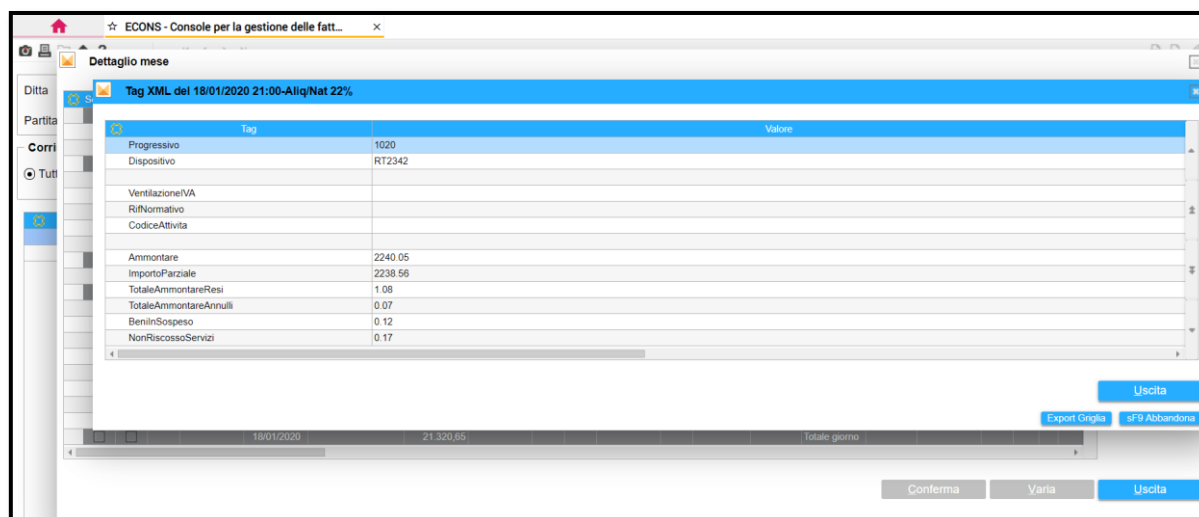 ☆ ECONS - Console per la gestione delle fatt... ×
Dettaglio mese
Ditta
Tag XML del 18/01/2020 21:00-Aliq/Nat 22%
Partita
Tag Valore
Progressivo 1020
Corri
Dispositivo RT2342
Tutt
VentilazioneIVA
RifNormativo
CodiceAttivita
Ammontare 2240.05
ImportoParziale 2238.56
TotaleAmmontareResi 1.08
TotaleAmmontareAnnulli 0.07
BeniInSospeso 0.12
NonRiscossoServizi 0.17
Uscita
Export Griglia sF9 Abbandona
18/01/2020 21.320,65 Totale giorno
Conferma Varia Uscita